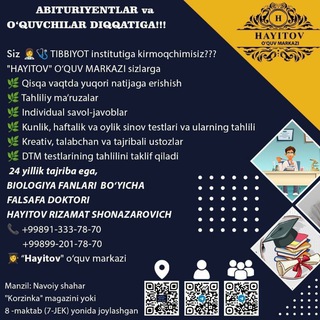 ABITURIYENTLAR va
O‘QUVCHILAR DIQQATIGA!!!
H
HAYITOV
O‘QUV MARKAZI
Siz 👩‍⚕️🩺 TIBBIYOT institutiga kirmoqchimisiz???
"HAYITOV" O‘QUV MARKAZI sizlarga
🌿 Qisqa vaqtda yuqori natijaga erishish
🌿 Tahliliy ma’ruzalar
🌿 Individual savol-javoblar
🌿 Kunlik, haftalik va oylik sinov testlari va ularning tahlili
🌿 Kreativ, talabchan va tajribali ustozlar
🌿 DTM testlarining tahlilini taklif qiladi
24 yillik tajriba ega,
BIOLOGIYA FANLARI BO‘YICHA
FALSAFA DOKTORI
HAYITOV RIZAMAT SHONAZAROVICH
📞 +99891-333-78-70
+99899-201-78-70
👩‍🎓 “Hayitov” o‘quv markazi
Manzil: Navoiy shahar
"Korzinka" magazini yoki
8 -maktab (7-JEK) yonida joylashgan